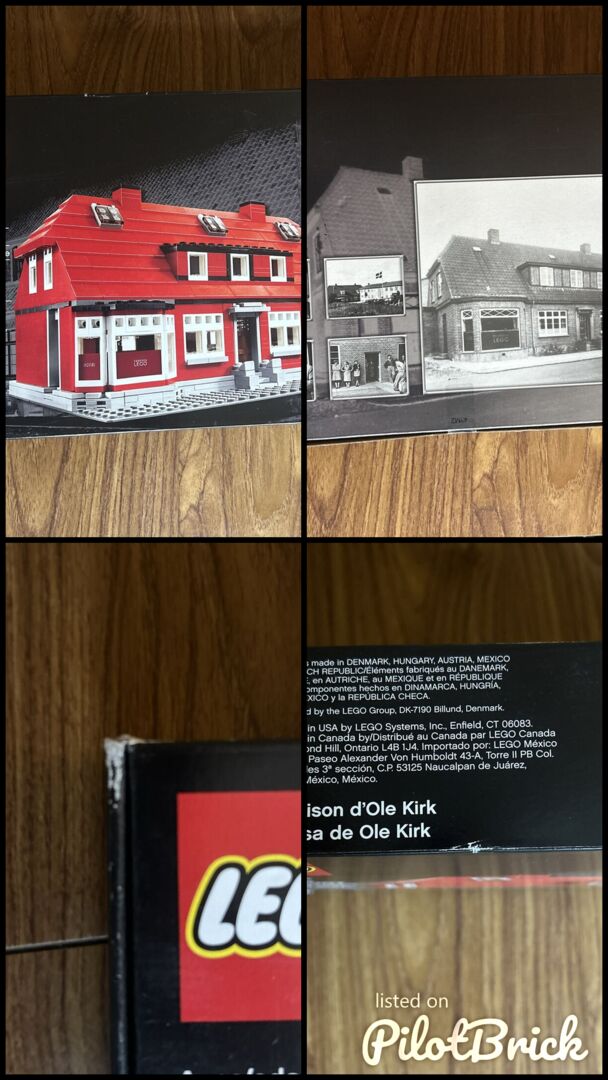 LEGO
LEGO
LEG
s made in DENMARK, HUNGARY, AUSTRIA, MEXICO
CH REPUBLIC/Éléments fabriqués au DANEMARK,
E, en AUTRICHE, au MEXIQUE et en RÉPUBLIQUE
omponentes hechos en DINAMARCA, HUNGRÍA,
XICO y la REPÚBLICA CHECA.
d by the LEGO Group, DK-7190 Billund, Denmark.
in USA by LEGO Systems, Inc., Enfield, CT 06083.
in Canada by/Distribué au Canada par LEGO Canada
ond Hill, Ontario L4B 1J4. Importado por: LEGO México
Paseo Alexander Von Humboldt 43-A, Torre II PB Col.
les 3ª sección, C.P. 53125 Naucalpan de Juárez,
México, México.
ison d'Ole Kirk
sa de Ole Kirk
listed on
PilotBrick